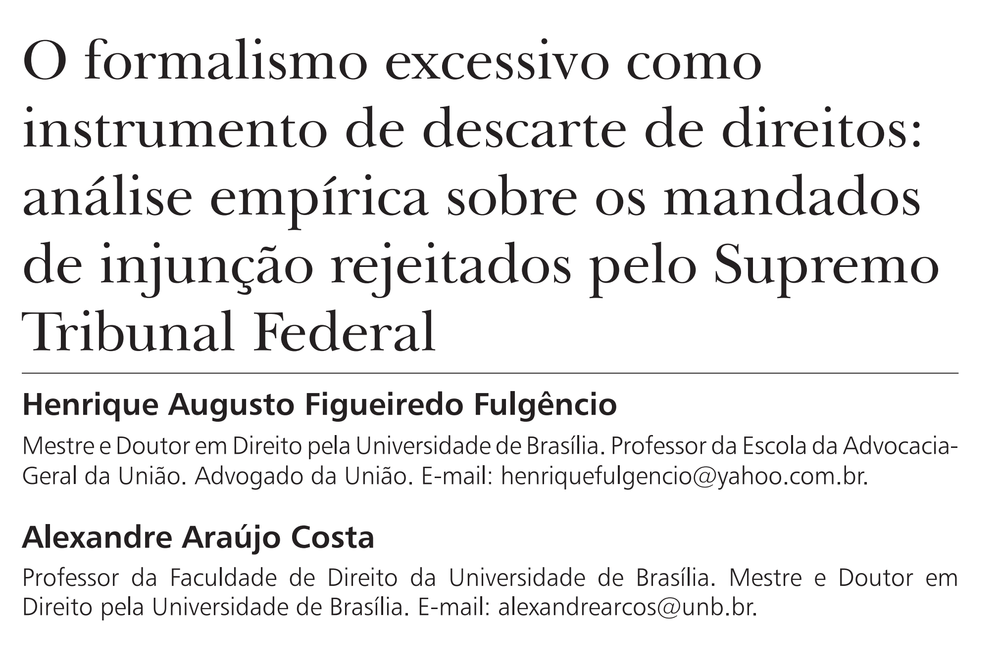 O formalismo excessivo como
instrumento de descarte de direitos:
análise empírica sobre os mandados
de injunção rejeitados pelo Supremo
Tribunal Federal
Henrique Augusto Figueiredo Fulgêncio
Mestre e Doutor em Direito pela Universidade de Brasília. Professor da Escola da Advocacia-
Geral da União. Advogado da União. E-mail: henriquefulgencio@yahoo.com.br.
Alexandre Araújo Costa
Professor da Faculdade de Direito da Universidade de Brasília. Mestre e Doutor em
Direito pela Universidade de Brasília. E-mail: alexandrearcos@unb.br.